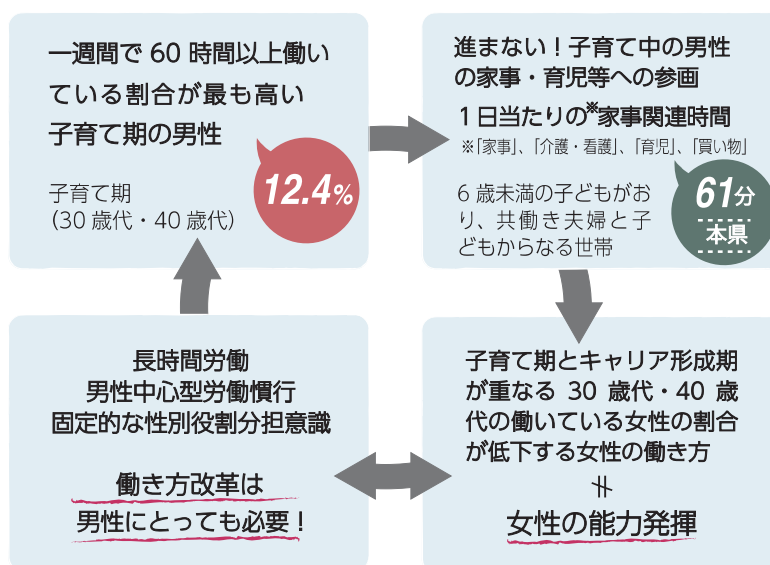 一週間で 60 時間以上働い
ている割合が最も高い
子育て期の男性
子育て期
（30 歳代・40 歳代）
12.4%
進まない！子育て中の男性
の家事・育児等への参画
1日当たりの※家事関連時間
※「家事」、「介護・看護」、「育児」、「買い物」
6 歳未満の子どもがお
り、共働き夫婦と子
どもからなる世帯
61分
本県
長時間労働
男性中心型労働慣行
固定的な性別役割分担意識
働き方改革は
男性にとっても必要！
子育て期とキャリア形成期
が重なる 30 歳代・40 歳
代の働いている女性の割合
が低下する女性の働き方
≠
女性の能力発揮